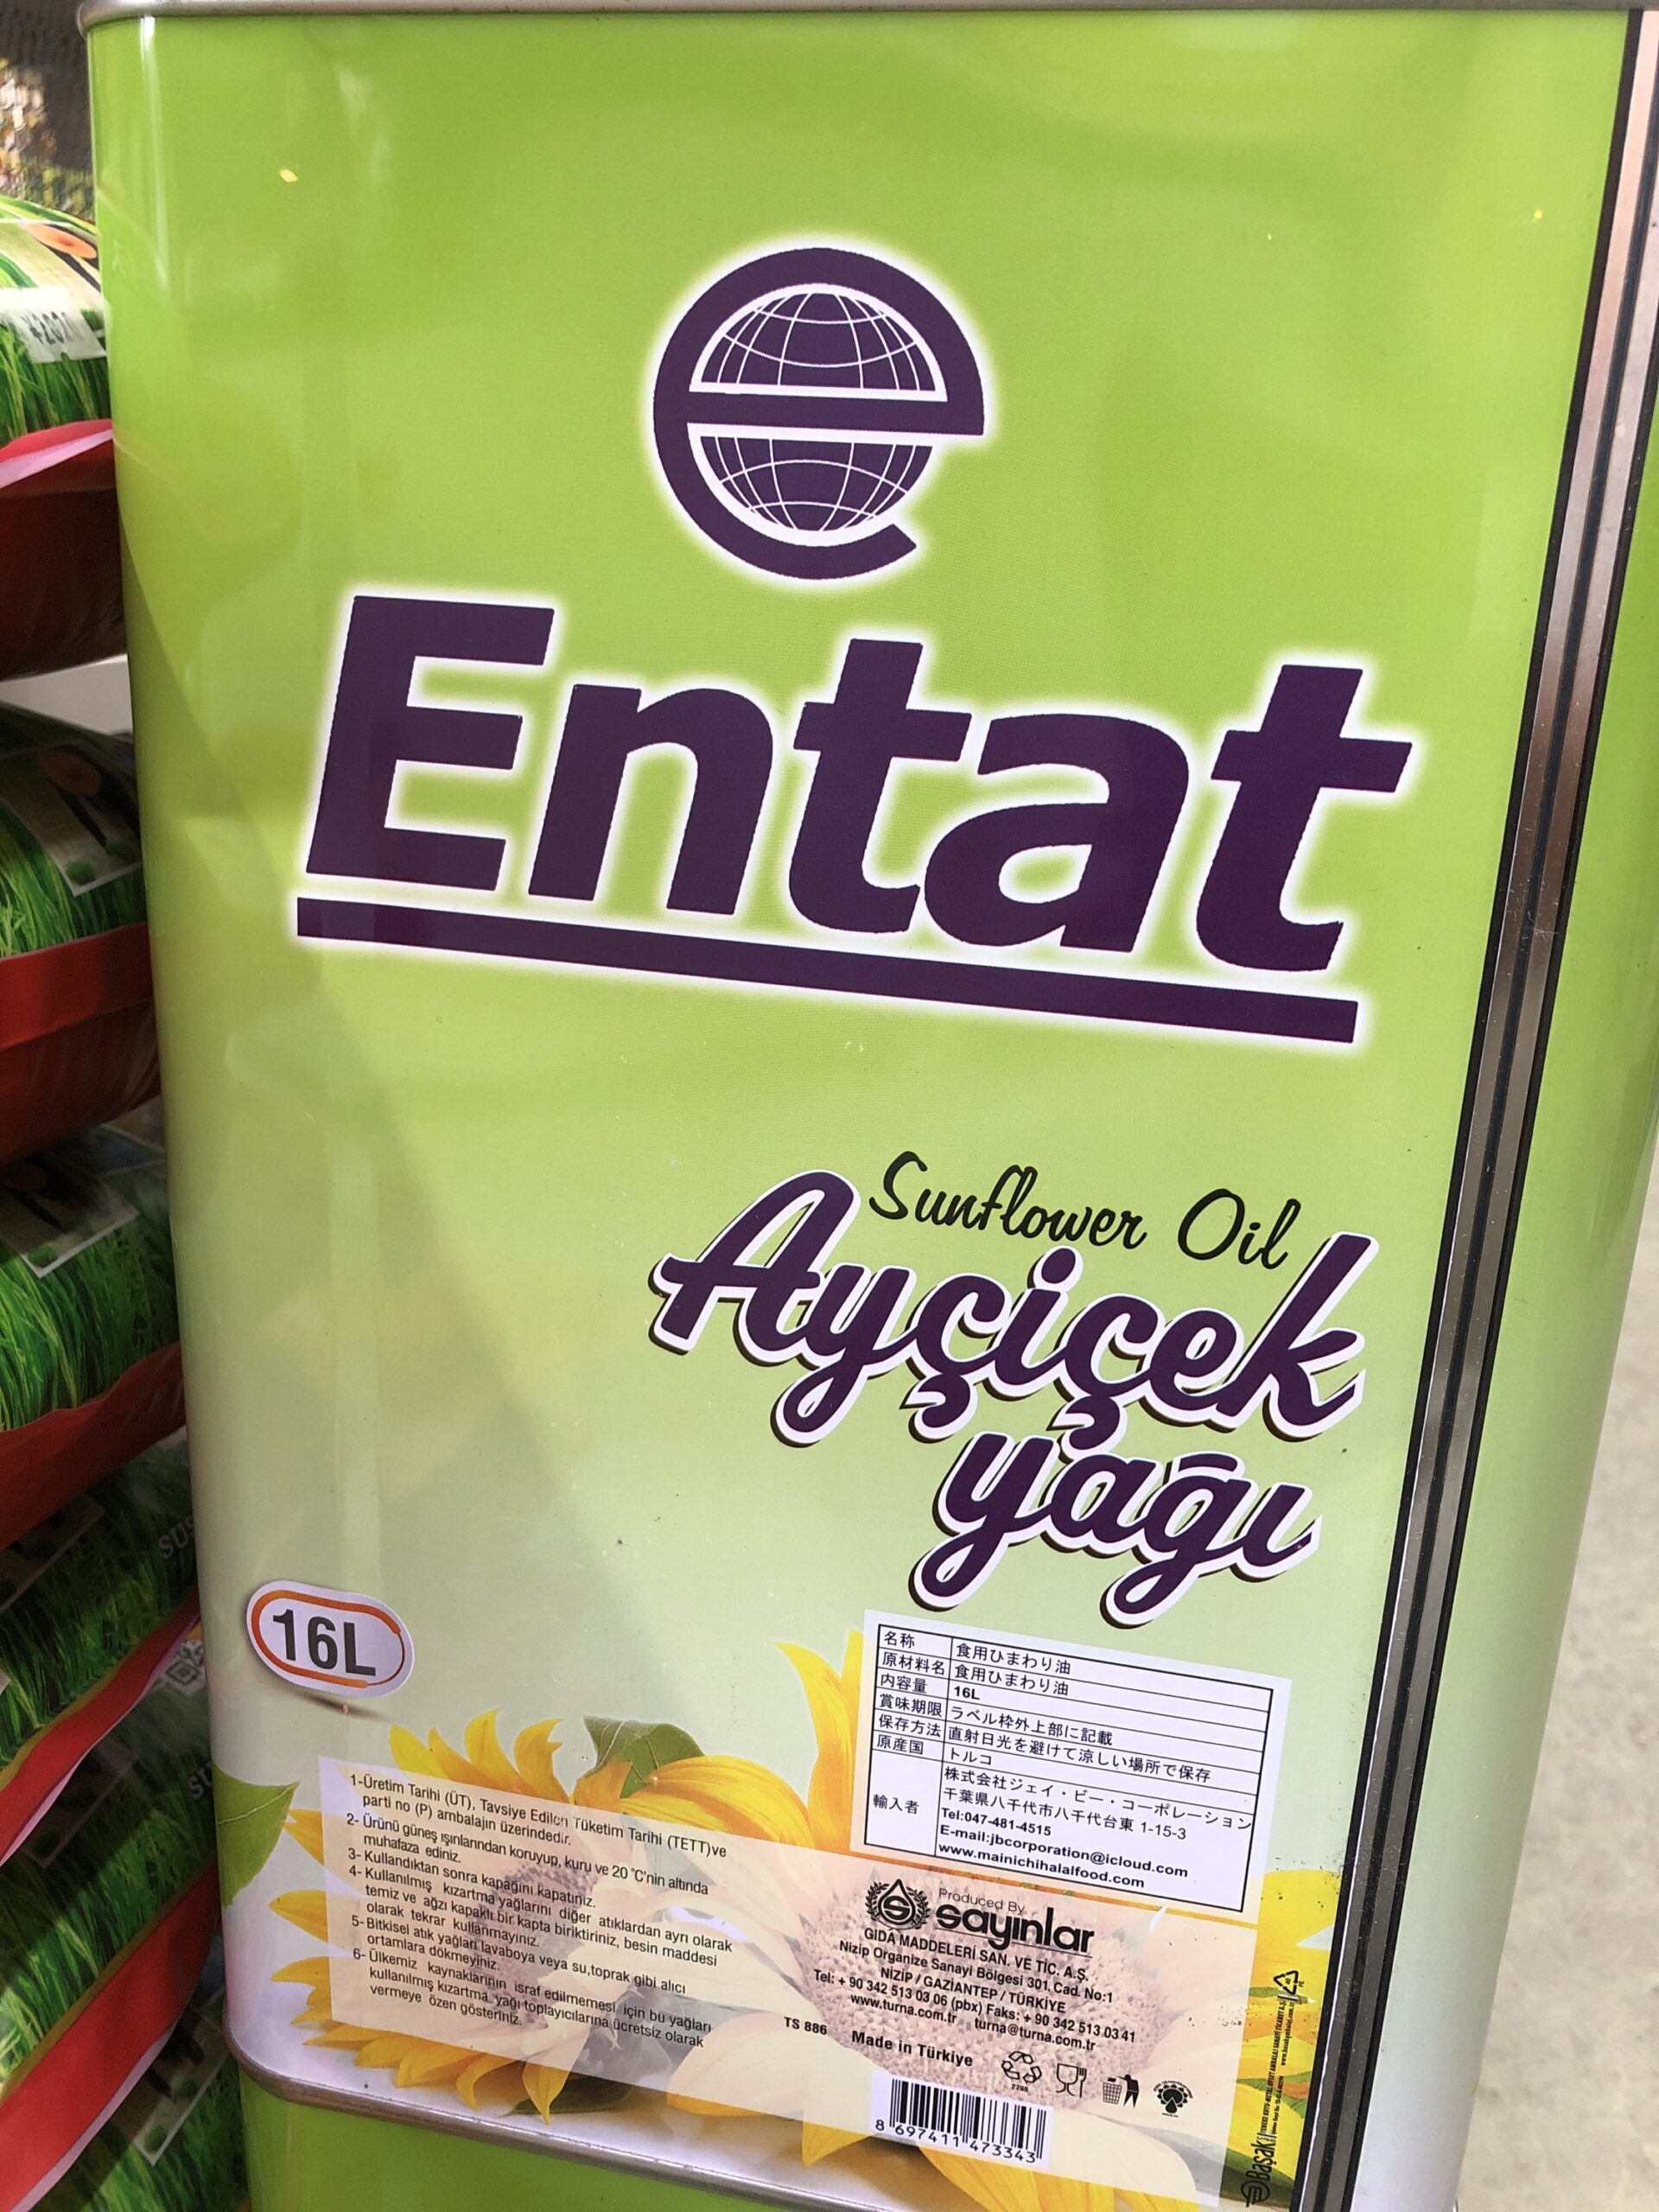 ¥202
e
Entat
Sunflower Oil
Ayçiçek
yağı
16L
名称 食用ひまわり油
原材料名 食用ひまわり油
内容量 16L
賞味期限 ラベル枠外上部に記載
保存方法 直射日光を避けて涼しい場所で保存
原産国 トルコ
輸入者 株式会社ジェイ・ビー・コーポレーション
千葉県八千代市八千代台東 1-15-3
Tel:047-481-4515
E-mail:jbcorporation@icloud.com
www.mainichihalalfood.com
1-Üretim Tarihi (ÜT), Tavsiye Edilen Tüketim Tarihi (TETT)ve
parti no (P) ambalajın üzerindedir.
2- Ürünü güneş ışınlarından koruyup, kuru ve 20 °C'nin altında
muhafaza ediniz.
3- Kullandıktan sonra kapağını kapatınız.
4- Kullanılmış kızartma yağlarını diğer atıklardan ayrı olarak
temiz ve ağzı kapaklı bir kapta biriktiriniz, besin maddesi
olarak tekrar kullanmayınız.
5- Bitkisel atık yağları lavaboya veya su,toprak gibi alıcı
ortamlara dökmeyiniz.
6- Ülkemiz kaynaklarının israf edilmemesi için bu yağları
kullanılmış kızartma yağı toplayıcılarına ücretsiz olarak
vermeye özen gösteriniz.
Produced By
sayınlar
GIDA MADDELERİ SAN. VE TİC. A.Ş.
Nizip Organize Sanayi Bölgesi 301. Cad. No:1
NİZİP / GAZİANTEP / TÜRKİYE
Tel: + 90 342 513 03 06 (pbx) Faks: + 90 342 513 03 41
www.turna.com.tr turna@turna.com.tr
TS 886 Made in Türkiye
8 697411 473343
Başak